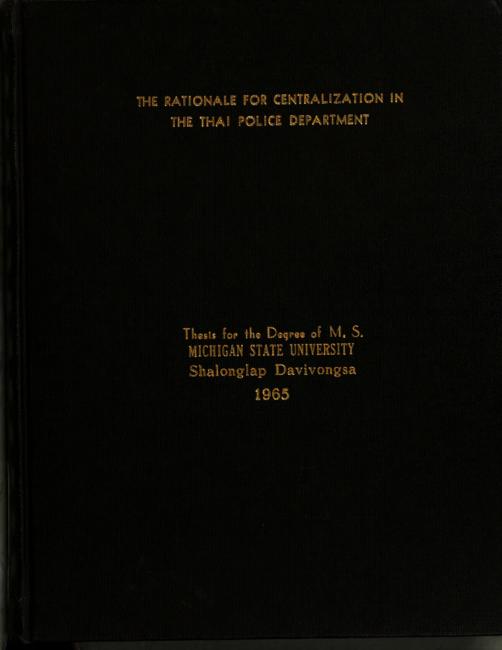 THE RATIONALE FOR CENTRALIZATION IN
THE THAI POLICE DEPARTMENT
Thesis for the Degree of M. S.
MICHIGAN STATE UNIVERSITY
Shalonglap Davivongsa
1965